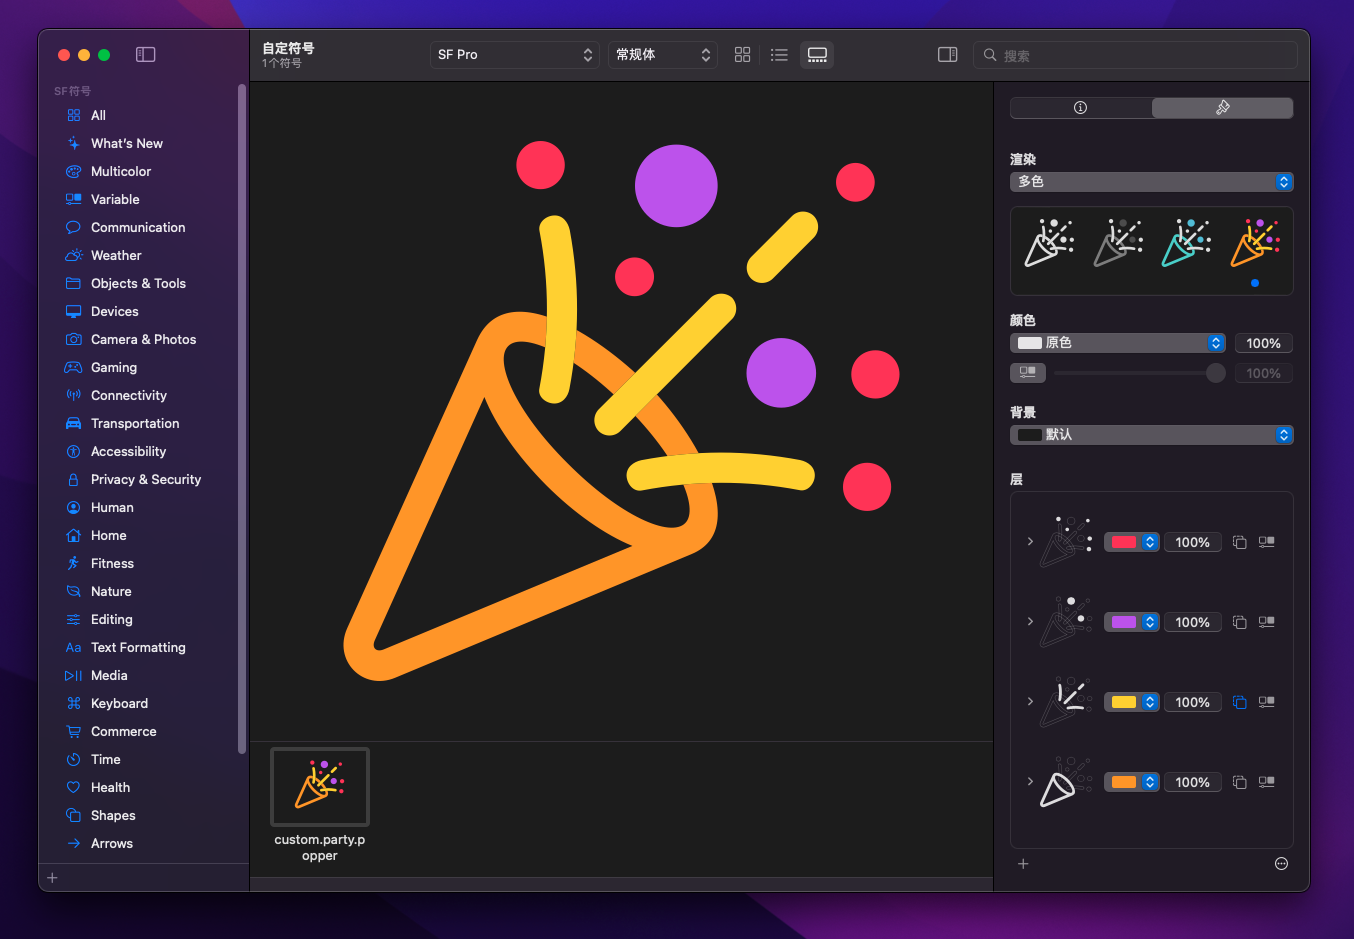 自定符号
1个符号
SF Pro
常规体
搜索
SF符号
All
What's New
Multicolor
Variable
Communication
Weather
Objects & Tools
Devices
Camera & Photos
Gaming
Connectivity
Transportation
Accessibility
Privacy & Security
Human
Home
Fitness
Nature
Editing
Aa Text Formatting
Media
Keyboard
Commerce
Time
Health
Shapes
Arrows
custom.party.p
opper
渲染
多色
颜色
原色 100%
100%
背景
默认
层
100%
100%
100%
100%